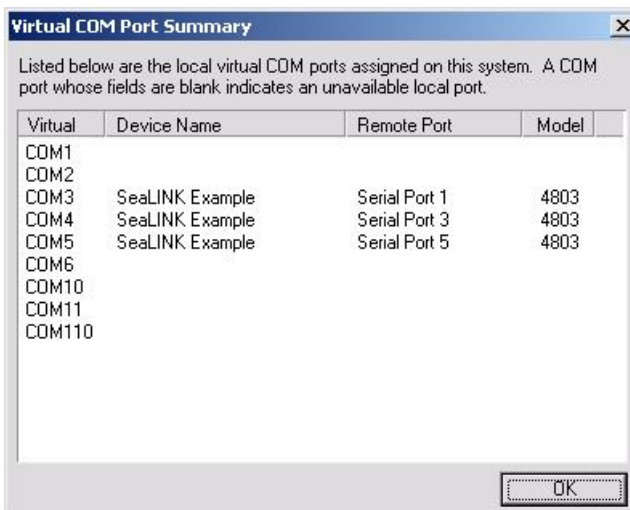 Virtual COM Port Summary
Listed below are the local virtual COM ports assigned on this system. A COM
port whose fields are blank indicates an unavailable local port.
Virtual Device Name Remote Port Model
COM1
COM2
COM3 SeaLINK Example Serial Port 1 4803
COM4 SeaLINK Example Serial Port 3 4803
COM5 SeaLINK Example Serial Port 5 4803
COM6
COM10
COM11
COM110
OK